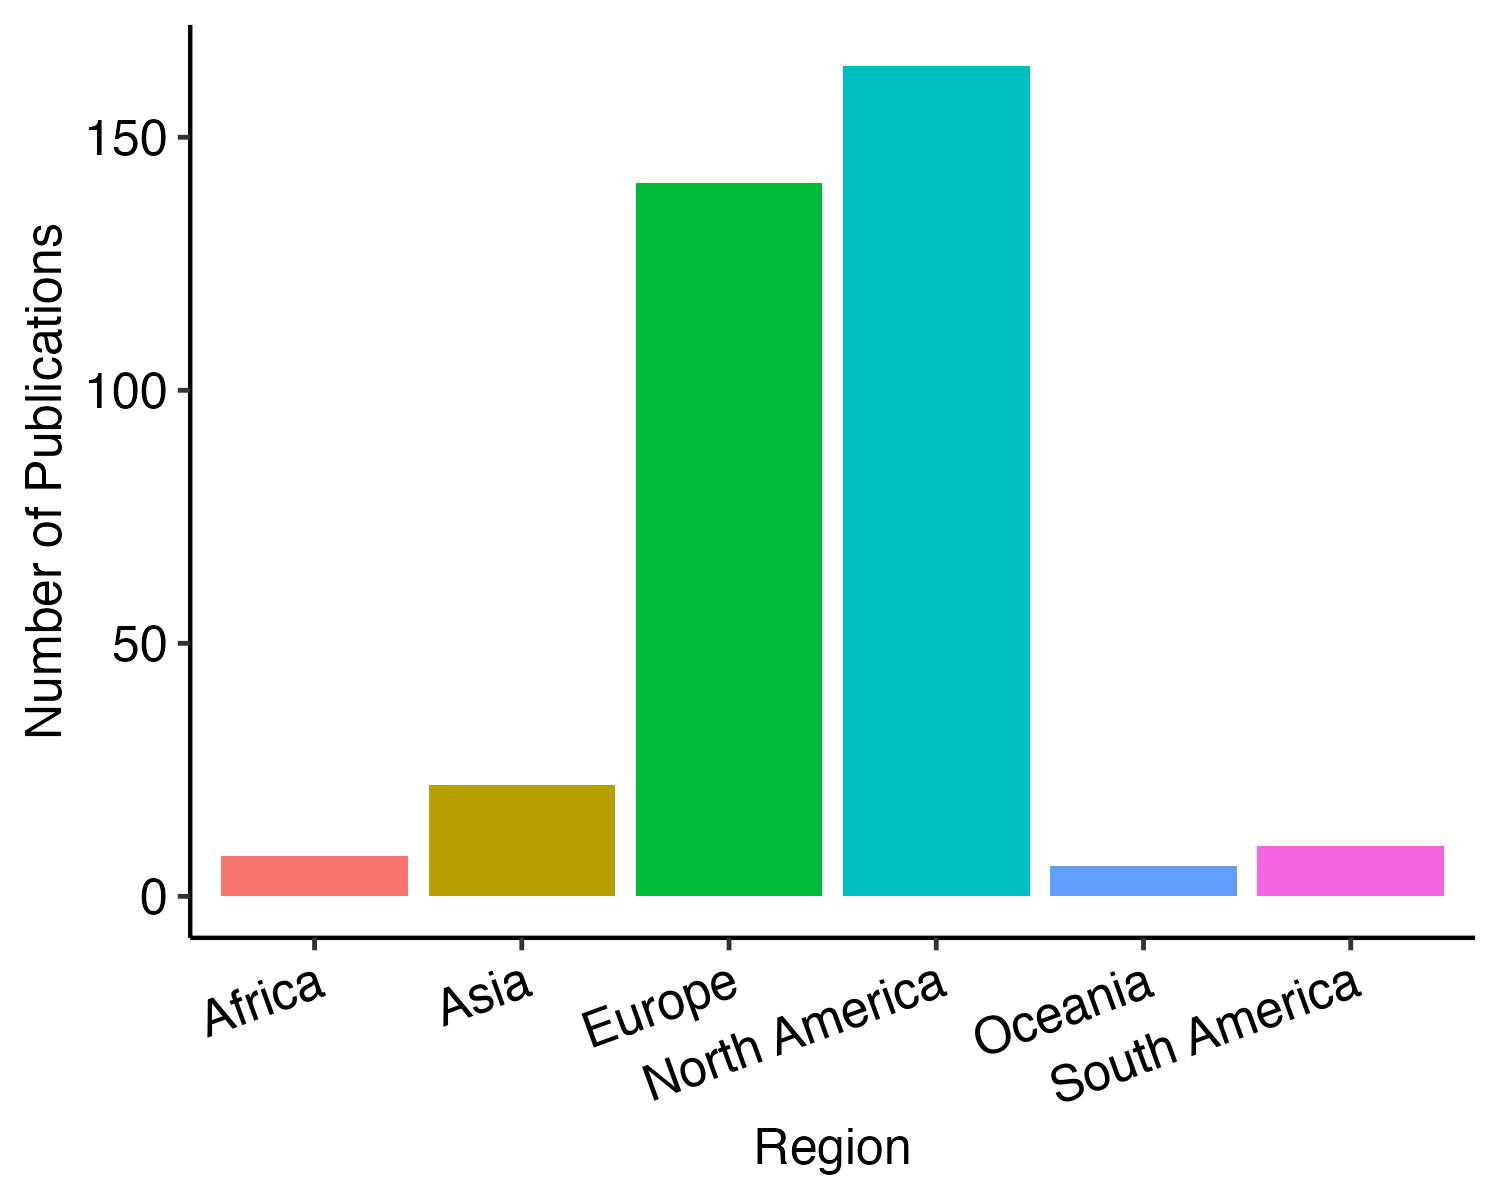 Number of Publications
150
100
50
0
Africa
Asia
Europe
North America
Oceania
South America
Region